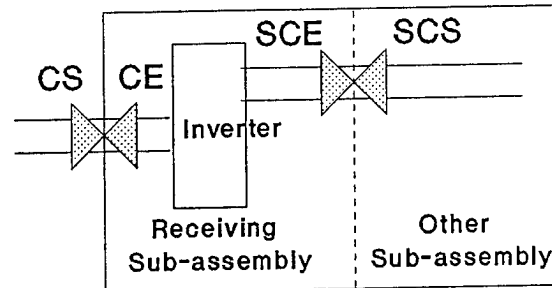 SCE SCS
CS CE
Inverter
Receiving
Sub-assembly
Other
Sub-assembly